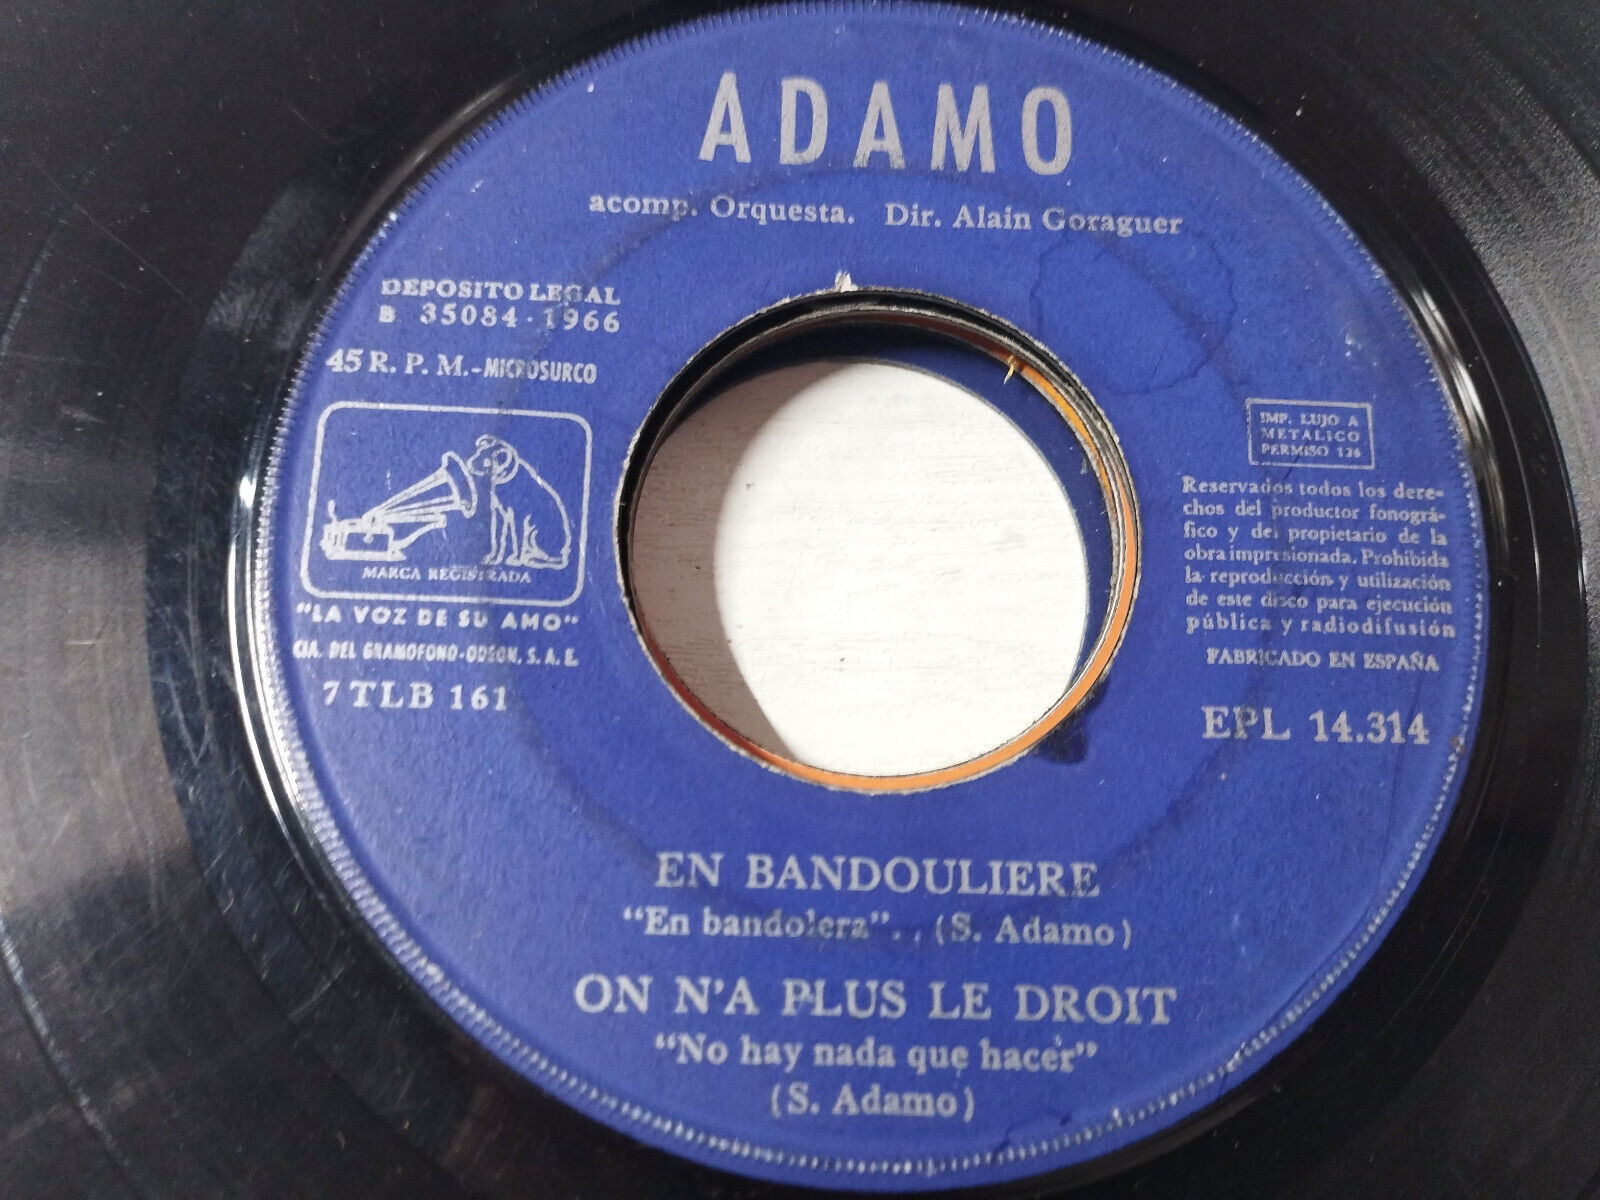 ADAMO
acomp. Orquesta. Dir. Alain Goraguer
DEPOSITO LEGAL
B 35084-1966
45 R. P. M.-MICROSURCO
MARCA REGISTRADA
"LA VOZ DE SU AMO"
CIA. DEL GRAMOFONO-ODEON, S. A. E.
7 TLB 161
IMP. LUJO A
METALICO
PERMISO 126
Reservados todos los dere-
chos del productor fonográ-
fico y del propietario de la
obra impresionada. Prohibida
la reproducción y utilización
de este disco para ejecución
pública y radiodifusión
FABRICADO EN ESPAÑA
EPL 14.314
EN BANDOULIERE
"En bandolera". . (S. Adamo)
ON N'A PLUS LE DROIT
"No hay nada que hacer"
(S. Adamo)